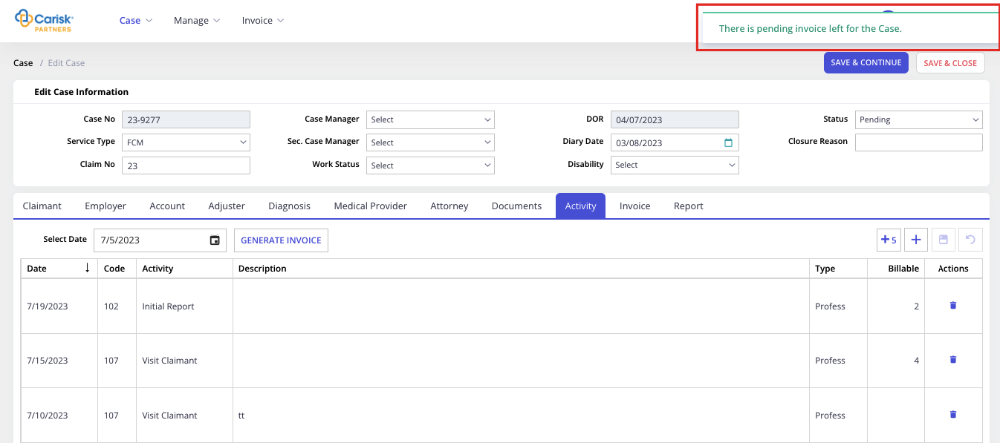 Carisk
PARTNERS
Case Manage Invoice
There is pending invoice left for the Case.
Case / Edit Case
SAVE & CONTINUE SAVE & CLOSE
Edit Case Information
Case No 23-9277 Case Manager Select DOR 04/07/2023 Status Pending
Service Type FCM Sec. Case Manager Select Diary Date 03/08/2023 Closure Reason
Claim No 23 Work Status Select Disability Select
Claimant Employer Account Adjuster Diagnosis Medical Provider Attorney Documents Activity Invoice Report
Select Date 7/5/2023 GENERATE INVOICE + 5 +
Date ↓ Code Activity Description Type Billable Actions
7/19/2023 102 Initial Report Profess 2
7/15/2023 107 Visit Claimant Profess 4
7/10/2023 107 Visit Claimant tt Profess